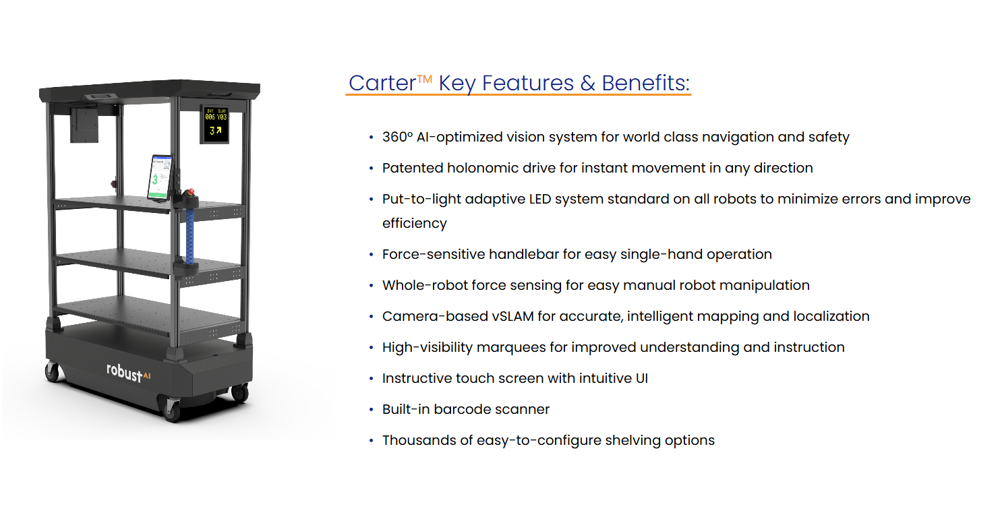 Carter™ Key Features & Benefits:
BAY SLOT
006 Y03
3
3
360° AI-optimized vision system for world class navigation and safety
Patented holonomic drive for instant movement in any direction
Put-to-light adaptive LED system standard on all robots to minimize errors and improve
efficiency
Force-sensitive handlebar for easy single-hand operation
Whole-robot force sensing for easy manual robot manipulation
Camera-based vSLAM for accurate, intelligent mapping and localization
High-visibility marquees for improved understanding and instruction
Instructive touch screen with intuitive UI
Built-in barcode scanner
Thousands of easy-to-configure shelving options
robust AI